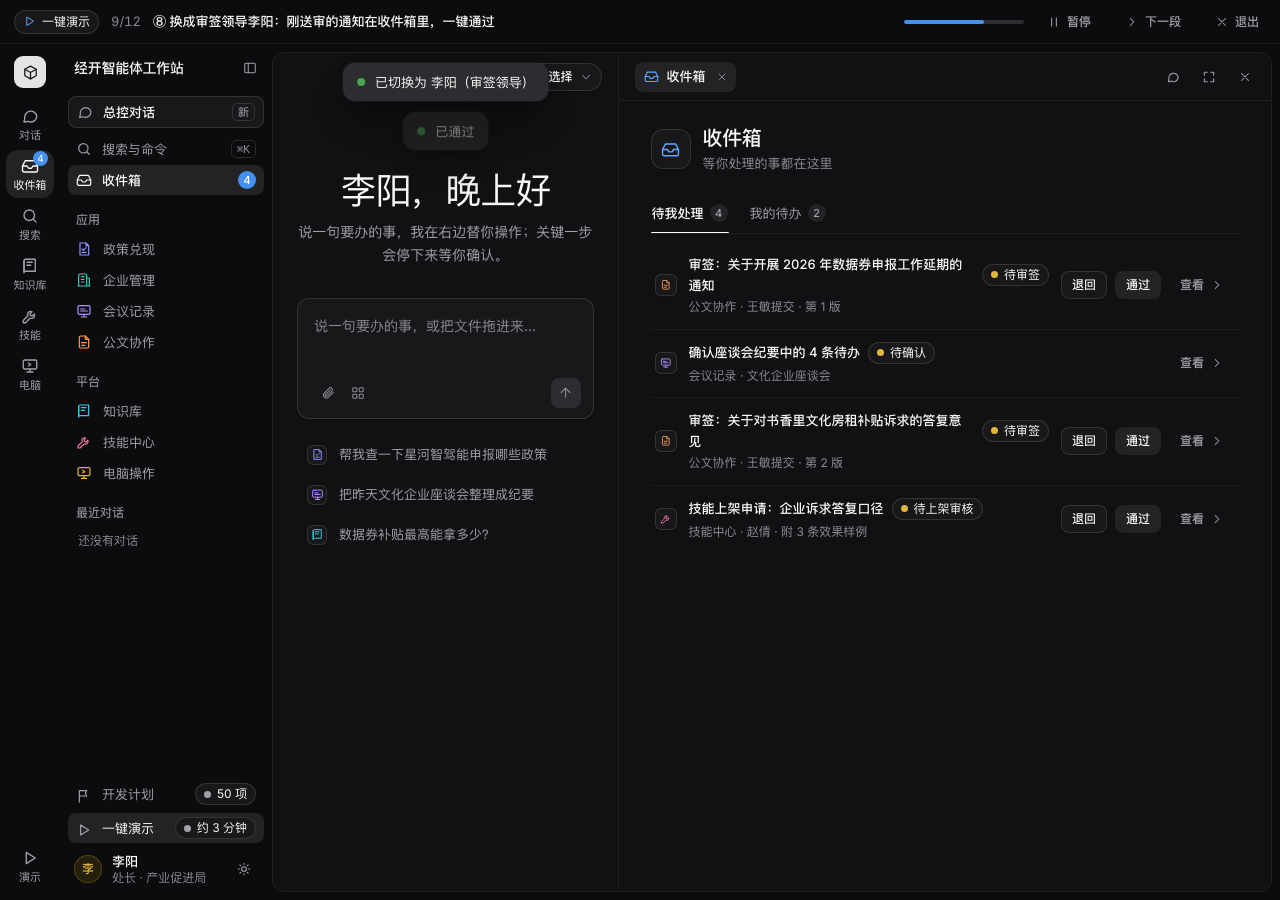 一键演示
9/12
⑧ 换成审签领导李阳：刚送审的通知在收件箱里，一键通过
暂停
下一段
退出
对话
4
收件箱
搜索
知识库
技能
电脑
演示
经开智能体工作站
总控对话
新
搜索与命令
⌘K
收件箱
4
应用
政策兑现
企业管理
会议记录
公文协作
平台
知识库
技能中心
电脑操作
最近对话
还没有对话
开发计划
50 项
一键演示
约 3 分钟
李
李阳
处长 · 产业促进局
选择
已切换为 李阳（审签领导）
已通过
李阳，晚上好
说一句要办的事，我在右边替你操作；关键一步
会停下来等你确认。
说一句要办的事，或把文件拖进来...
帮我查一下星河智驾能申报哪些政策
把昨天文化企业座谈会整理成纪要
数据券补贴最高能拿多少?
收件箱
收件箱
等你处理的事都在这里
待我处理 4
我的待办 2
审签：关于开展 2026 年数据券申报工作延期的
通知
待审签
公文协作 · 王敏提交 · 第 1 版
退回
通过
查看
确认座谈会纪要中的 4 条待办
待确认
会议记录 · 文化企业座谈会
查看
审签：关于对书香里文化房租补贴诉求的答复意
见
待审签
公文协作 · 王敏提交 · 第 2 版
退回
通过
查看
技能上架申请：企业诉求答复口径
待上架审核
技能中心 · 赵倩 · 附 3 条效果样例
退回
通过
查看